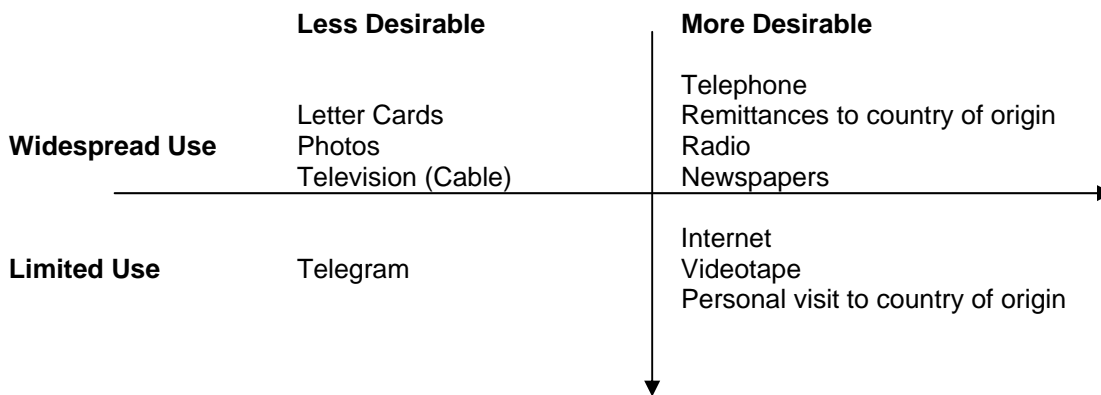 Less Desirable
More Desirable
Widespread Use
Letter Cards
Photos
Television (Cable)
Telephone
Remittances to country of origin
Radio
Newspapers
Limited Use
Telegram
Internet
Videotape
Personal visit to country of origin